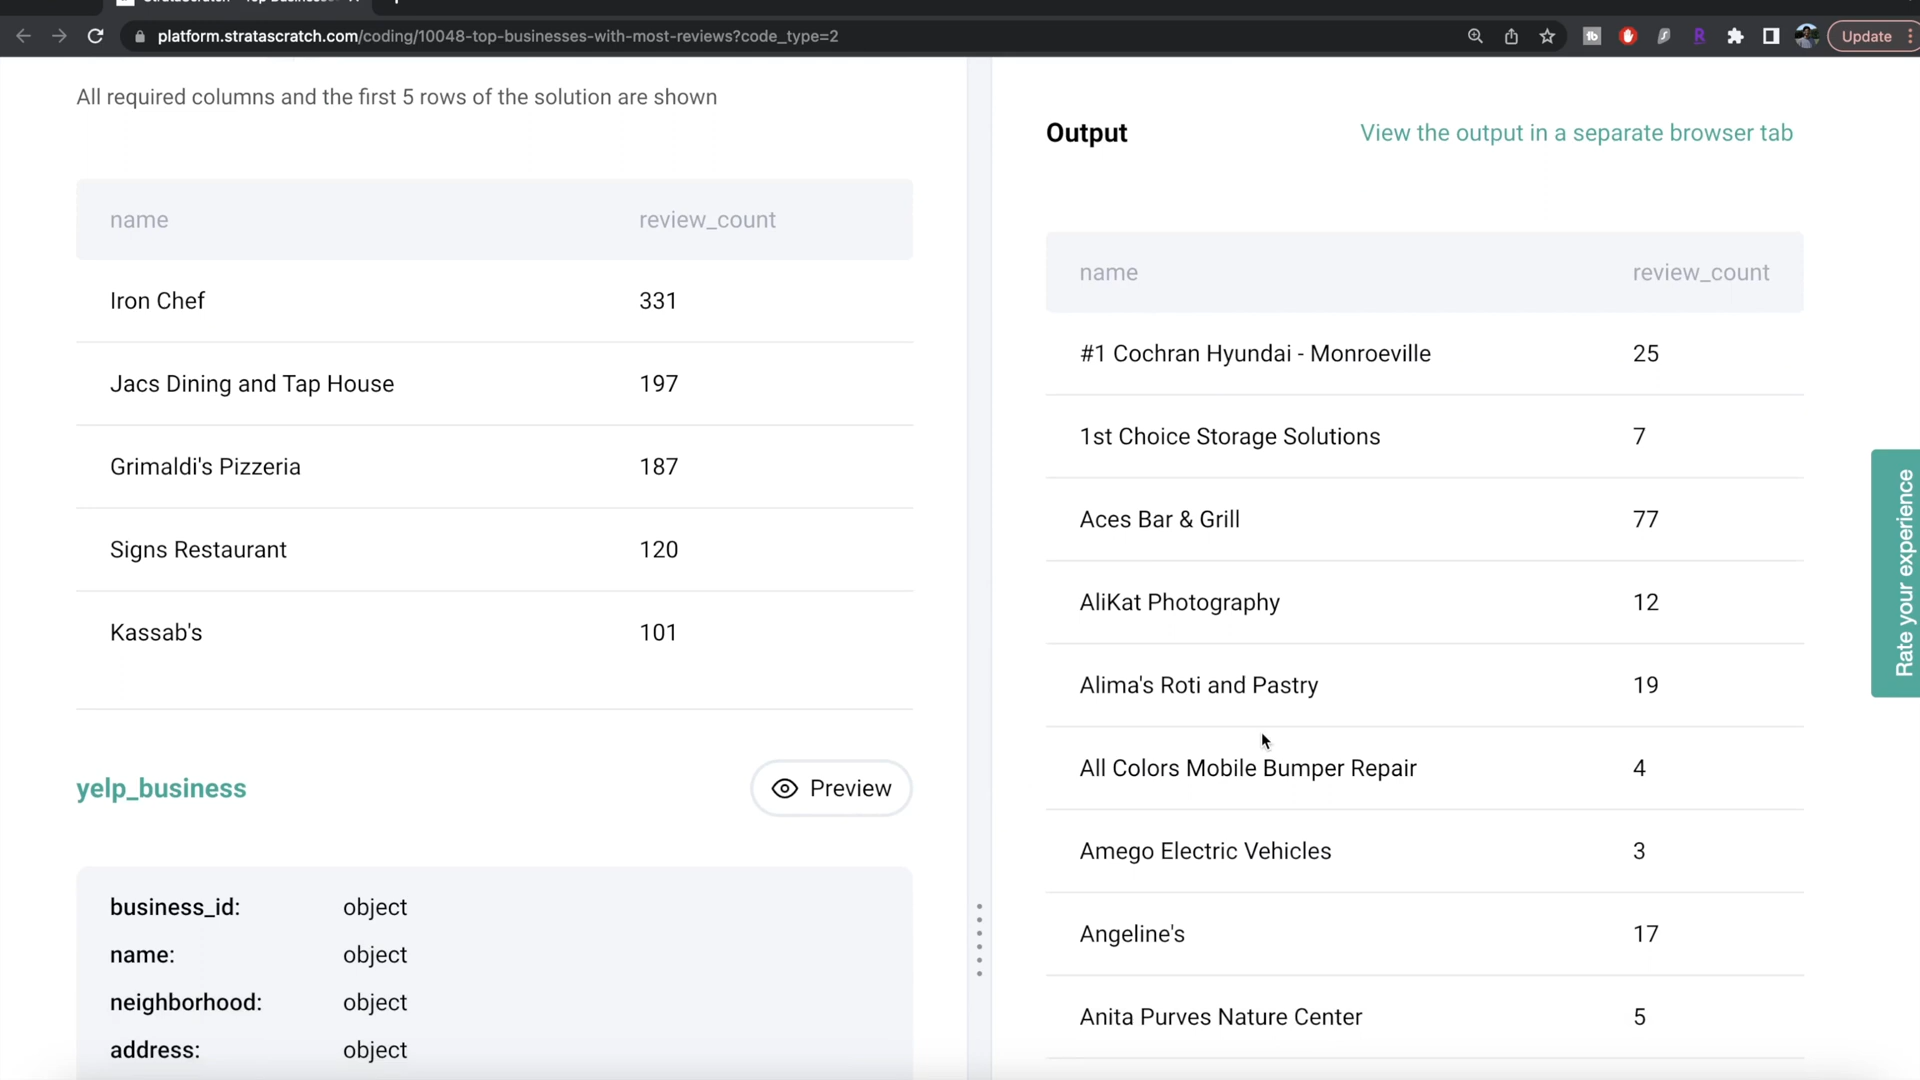 platform.stratascratch.com/coding/10048-top-businesses-with-most-reviews?code_type=2
Update
All required columns and the first 5 rows of the solution are shown
name review_count
Iron Chef 331
Jacs Dining and Tap House 197
Grimaldi's Pizzeria 187
Signs Restaurant 120
Kassab's 101
yelp_business
Preview
business_id: object
name: object
neighborhood: object
address: object
Output
View the output in a separate browser tab
name review_count
#1 Cochran Hyundai - Monroeville 25
1st Choice Storage Solutions 7
Aces Bar & Grill 77
AliKat Photography 12
Alima's Roti and Pastry 19
All Colors Mobile Bumper Repair 4
Amego Electric Vehicles 3
Angeline's 17
Anita Purves Nature Center 5
Rate your experience